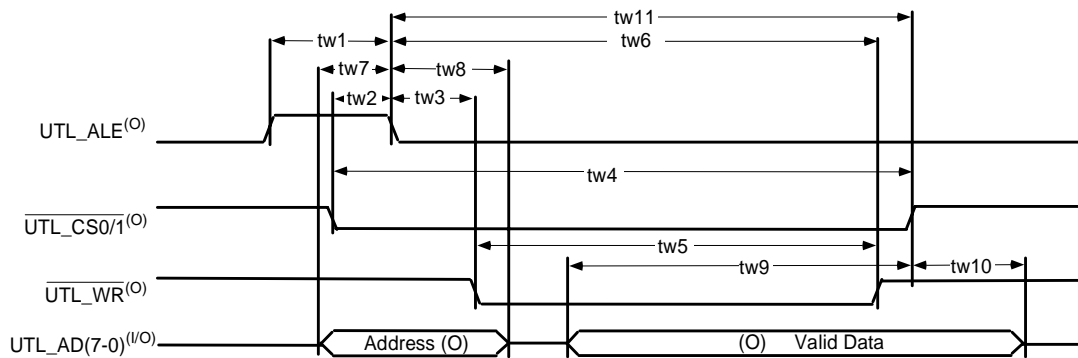 tw11
tw1 tw6
tw7 tw8
tw2 tw3
UTL_ALE(O)
tw4
UTL_CS0/1(O)
tw5
tw9 tw10
UTL_WR(O)
UTL_AD(7-0)(I/O) Address (O) (O) Valid Data